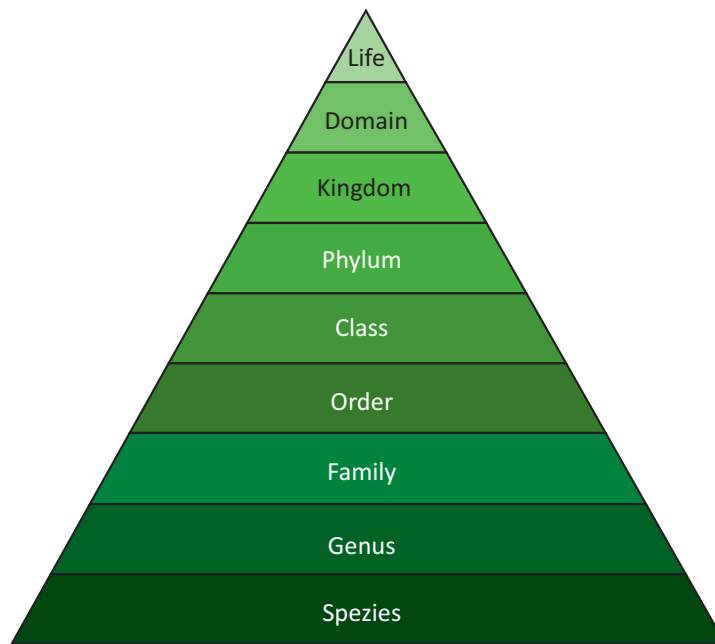 Life
Domain
Kingdom
Phylum
Class
Order
Family
Genus
Spezies